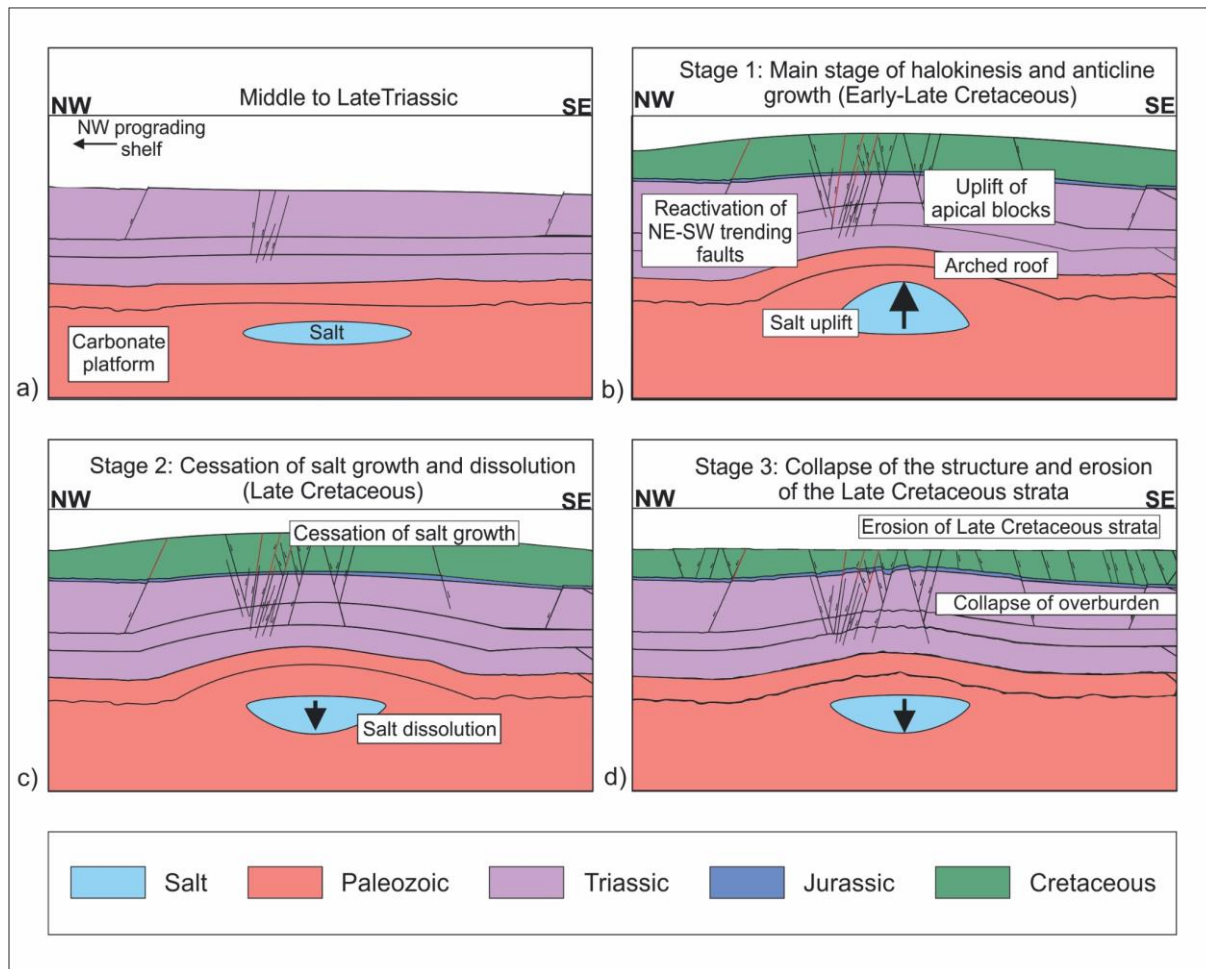 Middle to LateTriassic
NW
SE
NW prograding
shelf
Salt
Carbonate
platform
a)
Stage 1: Main stage of halokinesis and anticline
growth (Early-Late Cretaceous)
NW
SE
Uplift of
apical blocks
Reactivation of
NE-SW trending
faults
Arched roof
Salt uplift
b)
Stage 2: Cessation of salt growth and dissolution
(Late Cretaceous)
NW
SE
Cessation of salt growth
Salt dissolution
c)
Stage 3: Collapse of the structure and erosion
of the Late Cretaceous strata
NW
SE
Erosion of Late Cretaceous strata
Collapse of overburden
d)
Salt
Paleozoic
Triassic
Jurassic
Cretaceous